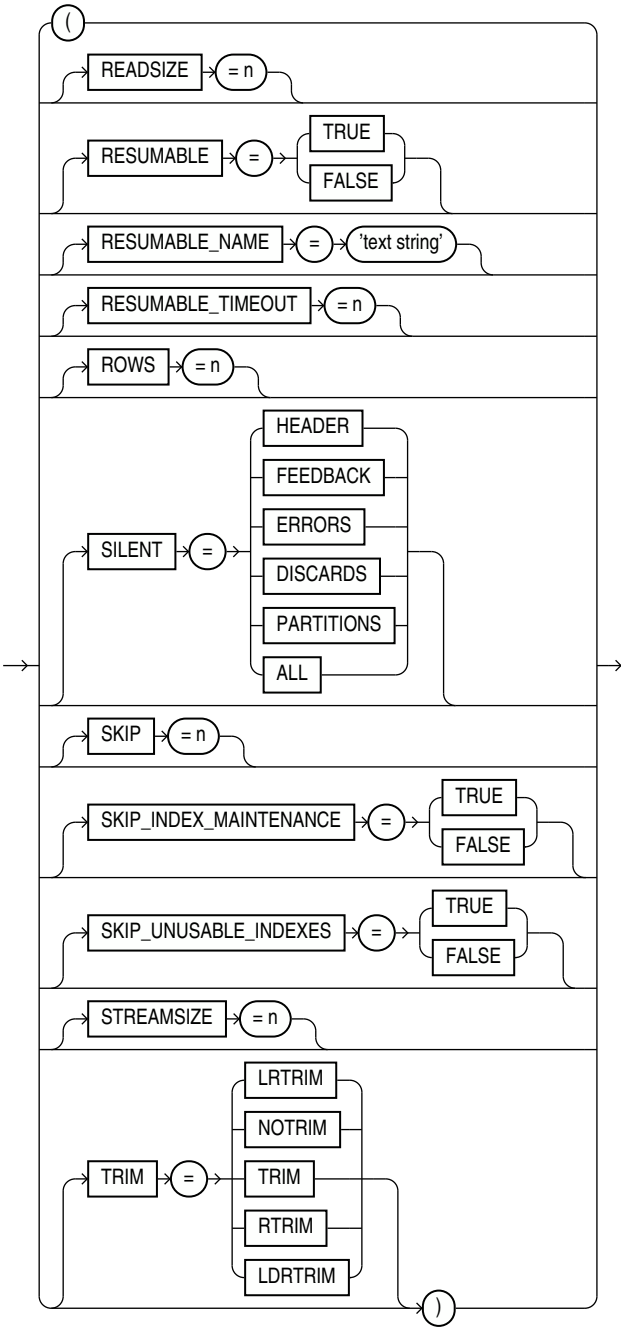 (
READSIZE = n
TRUE
RESUMABLE =
FALSE
RESUMABLE_NAME = 'text string'
RESUMABLE_TIMEOUT = n
ROWS = n
HEADER
FEEDBACK
ERRORS
SILENT =
DISCARDS
PARTITIONS
ALL
SKIP = n
TRUE
SKIP_INDEX_MAINTENANCE =
FALSE
TRUE
SKIP_UNUSABLE_INDEXES =
FALSE
STREAMSIZE = n
LRTRIM
NOTRIM
TRIM = TRIM
RTRIM
LDRTRIM
)